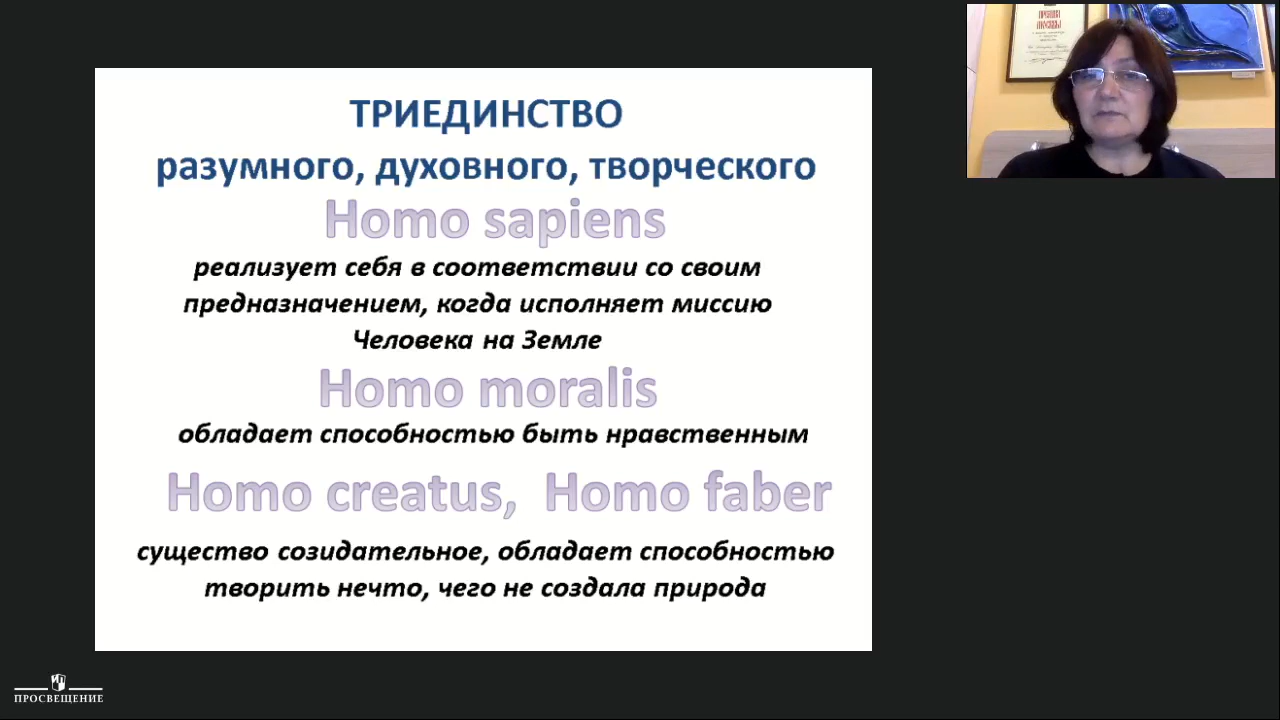 ТРИЕДИНСТВО
разумного, духовного, творческого
Homo sapiens
реализует себя в соответствии со своим
предназначением, когда исполняет миссию
Человека на Земле
Homo moralis
обладает способностью быть нравственным
Homo creatus, Homo faber
существо созидательное, обладает способностью
творить нечто, чего не создала природа
ПРЕМИЯ
МОСКВЫ
ПРОСВЕЩЕНИЕ